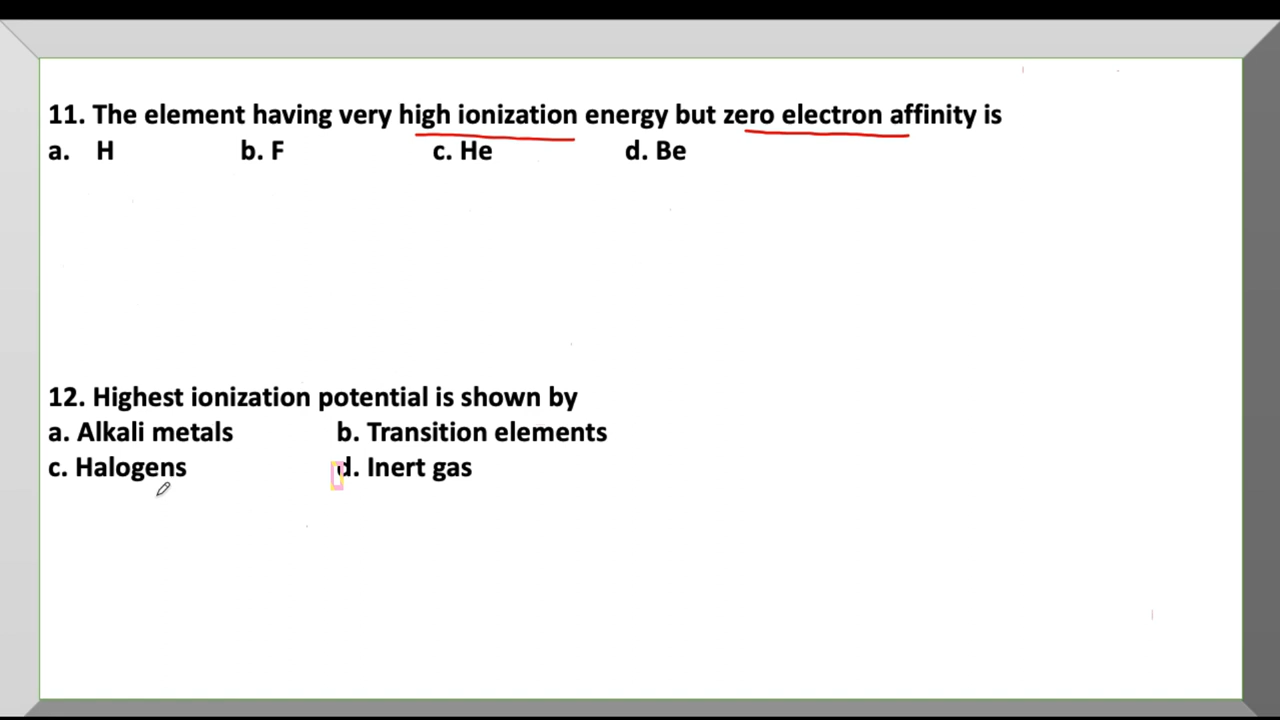 11. The element having very high ionization energy but zero electron affinity is
a. H b. F c. He d. Be
12. Highest ionization potential is shown by
a. Alkali metals b. Transition elements
c. Halogens d. Inert gas